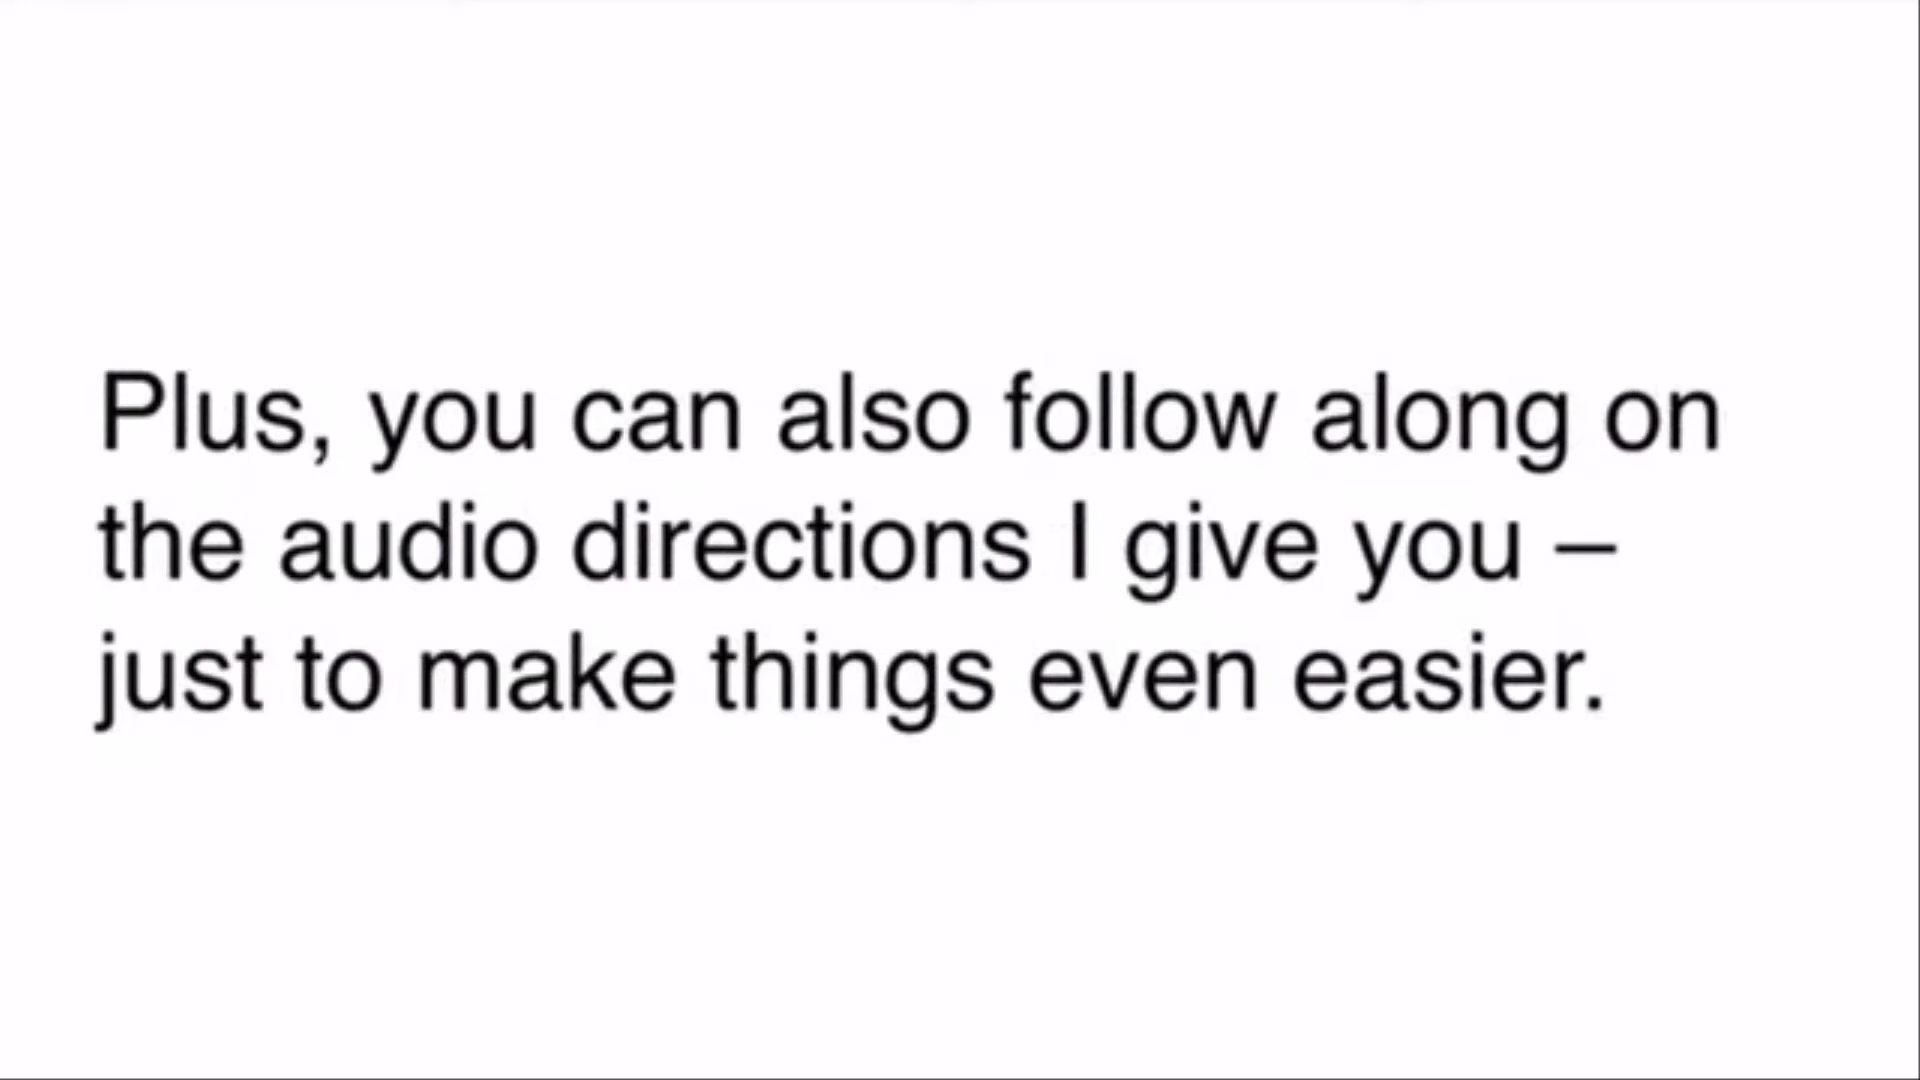 Plus, you can also follow along on
the audio directions I give you –
just to make things even easier.